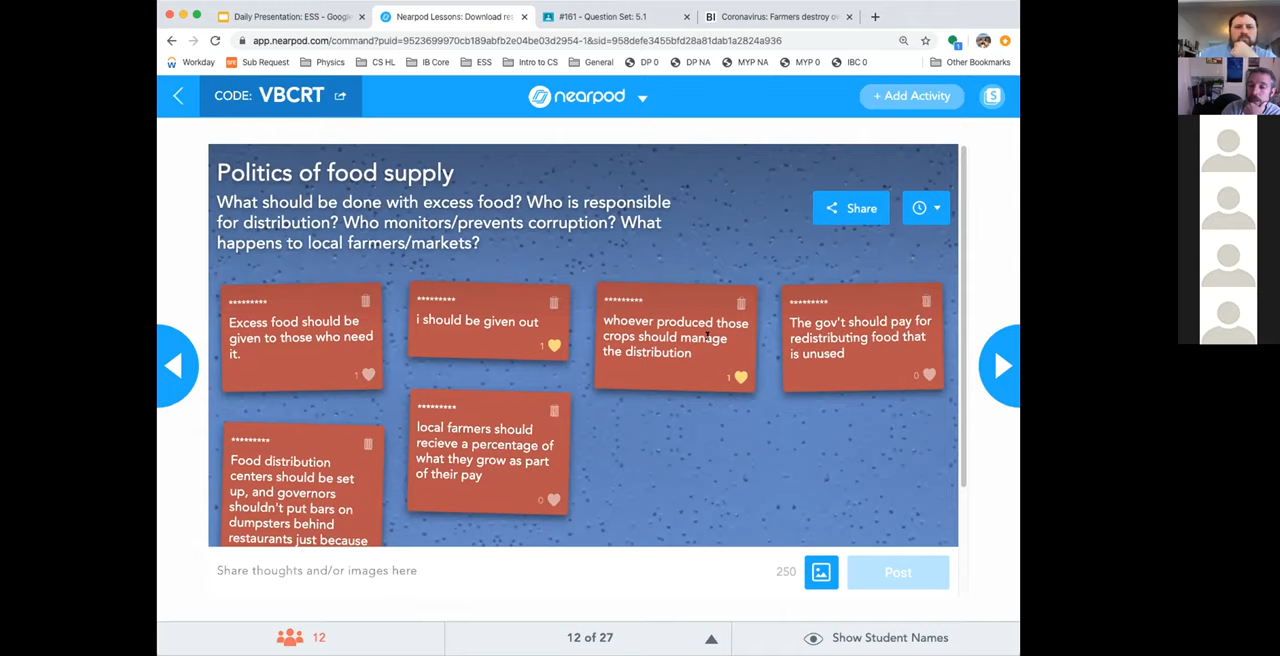 Daily Presentation: ESS - Google
Nearpod Lessons: Download re
#161 - Question Set: 5.1
Coronavirus: Farmers destroy o
app.nearpod.com/command?puid=9523699970cb189abfb2e04be03d2954-1&sid=958defe3455bfd28a81dab1a2824a936
Workday Sub Request Physics CS HL IB Core ESS Intro to CS General DP 0 DP NA MYP NA MYP 0 IBC 0 Other Bookmarks
CODE: VBCRT
nearpod
+ Add Activity
S
Politics of food supply
What should be done with excess food? Who is responsible
for distribution? Who monitors/prevents corruption? What
happens to local farmers/markets?
Share
*********
Excess food should be
given to those who need
it.
1
*********
i should be given out
1
*********
whoever produced those
crops should manage
the distribution
1
*********
The gov't should pay for
redistributing food that
is unused
0
*********
Food distribution
centers should be set
up, and governors
shouldn't put bars on
dumpsters behind
restaurants just because
*********
local farmers should
recieve a percentage of
what they grow as part
of their pay
0
Share thoughts and/or images here
250
Post
12
12 of 27
Show Student Names